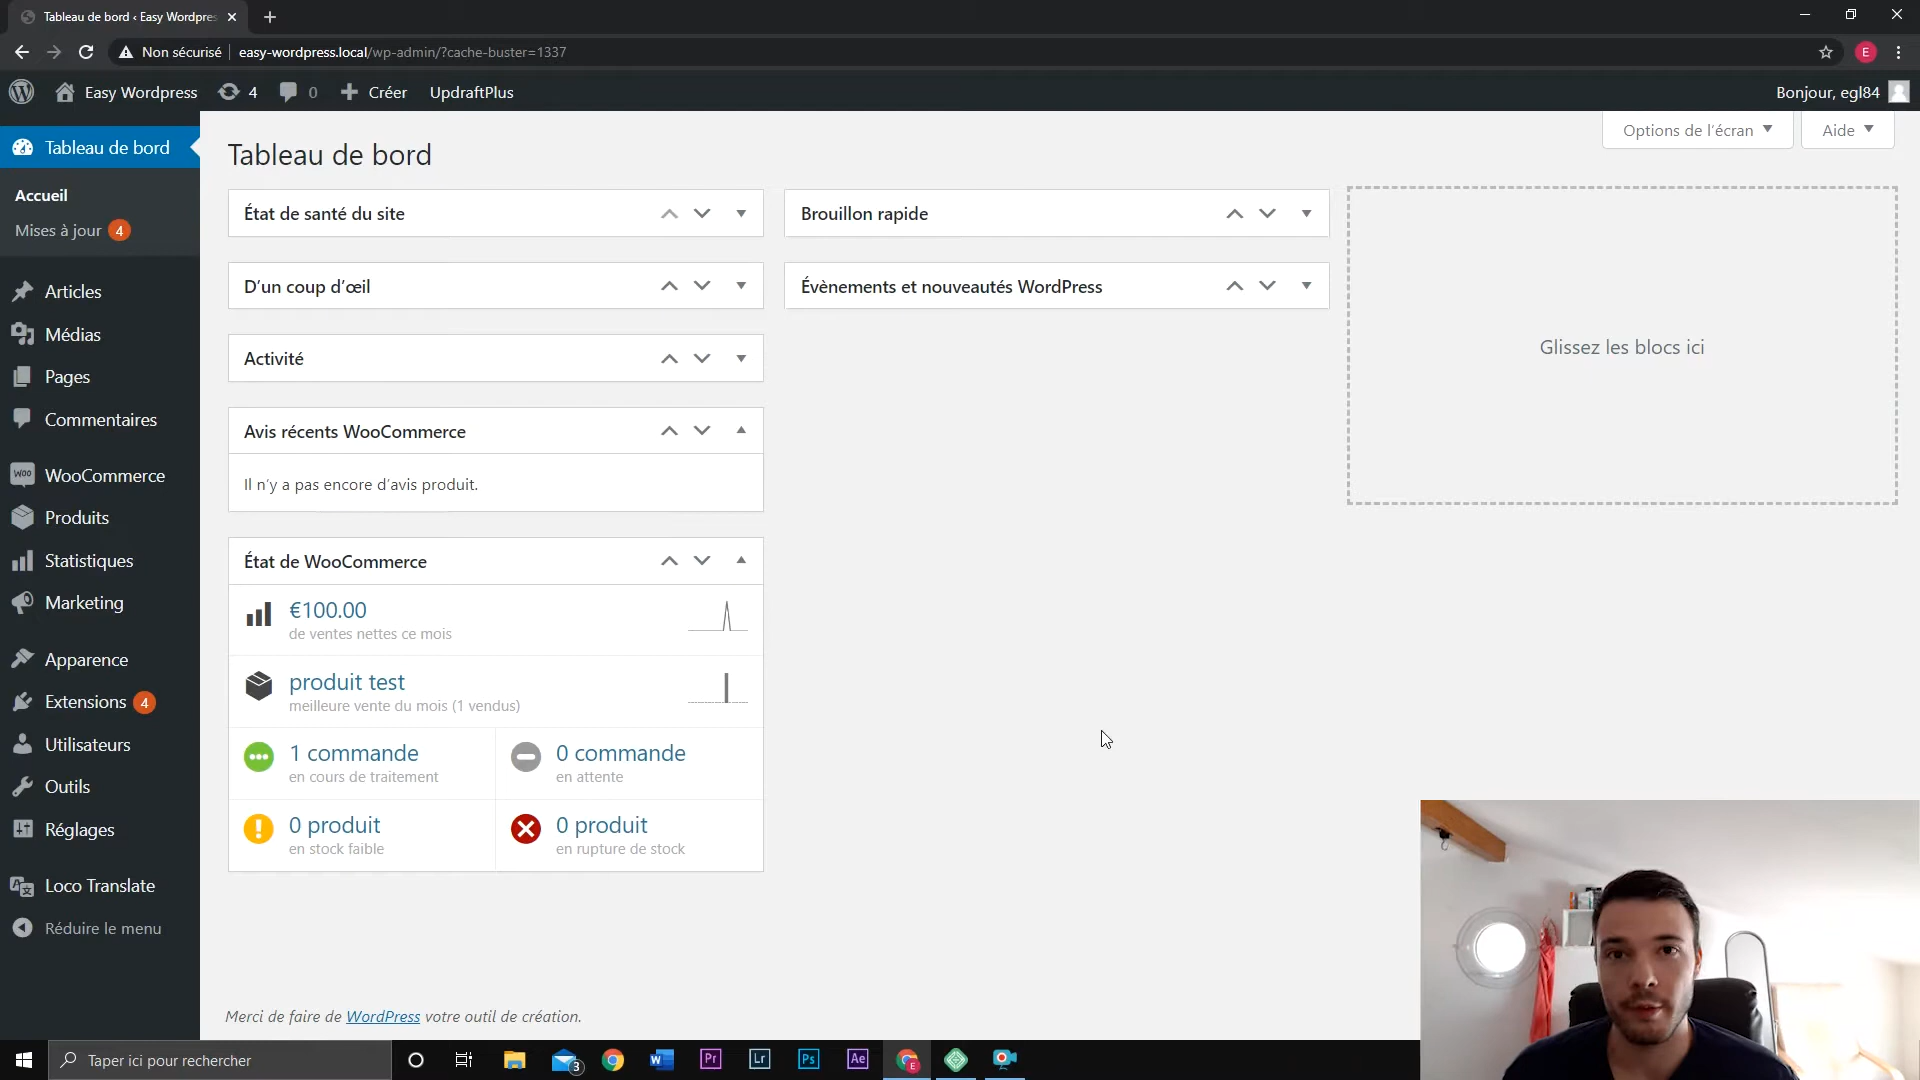 Tableau de bord ‹ Easy Wordpres
Non sécurisé
easy-wordpress.local/wp-admin/?cache-buster=1337
E
Easy Wordpress
4
0
Créer
UpdraftPlus
Bonjour, egl84
Tableau de bord
Accueil
Mises à jour 4
Articles
Médias
Pages
Commentaires
Woo WooCommerce
Produits
Statistiques
Marketing
Apparence
Extensions 4
Utilisateurs
Outils
Réglages
Loco Translate
Réduire le menu
Options de l’écran
Aide
Tableau de bord
État de santé du site
D’un coup d’œil
Activité
Avis récents WooCommerce
Il n’y a pas encore d’avis produit.
État de WooCommerce
€100.00
de ventes nettes ce mois
produit test
meilleure vente du mois (1 vendus)
1 commande
en cours de traitement
0 commande
en attente
0 produit
en stock faible
0 produit
en rupture de stock
Brouillon rapide
Évènements et nouveautés WordPress
Glissez les blocs ici
Merci de faire de WordPress votre outil de création.
Taper ici pour rechercher
3
W
Pr
Lr
Ps
Ae
E